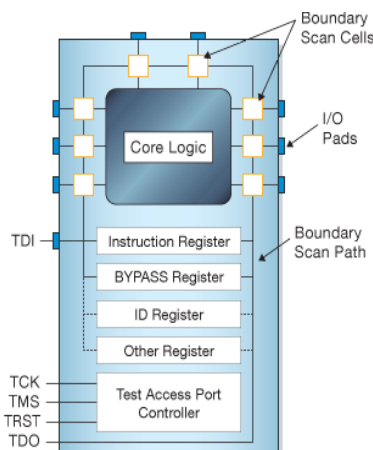 Boundary
Scan Cells
I/O
Pads
Core Logic
TDI
Instruction Register
Boundary
Scan Path
BYPASS Register
ID Register
Other Register
TCK
TMS
TRST
TDO
Test Access Port
Controller